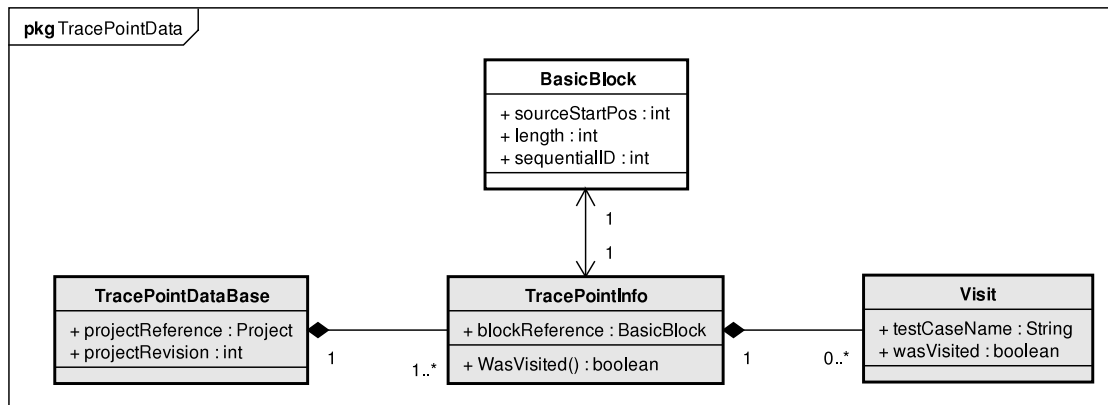 pkg TracePointData
BasicBlock
+ sourceStartPos : int
+ length : int
+ sequentialID : int
1
1
TracePointDataBase
+ projectReference : Project
+ projectRevision : int
1
1..*
TracePointInfo
+ blockReference : BasicBlock
+ WasVisited() : boolean
1
0..*
Visit
+ testCaseName : String
+ wasVisited : boolean